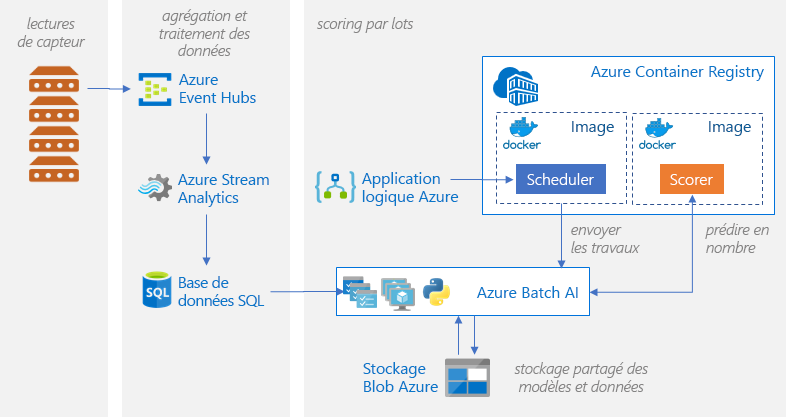 lectures
de capteur
agrégation et
traitement des
données
scoring par lots
Azure
Event Hubs
Azure Stream
Analytics
SQL
Base de
données SQL
Azure Container Registry
docker
Image
docker
Image
Application
logique Azure
Scheduler
Scorer
envoyer
les travaux
prédire en
nombre
Azure Batch AI
Stockage
Blob Azure
stockage partagé des
modèles et données